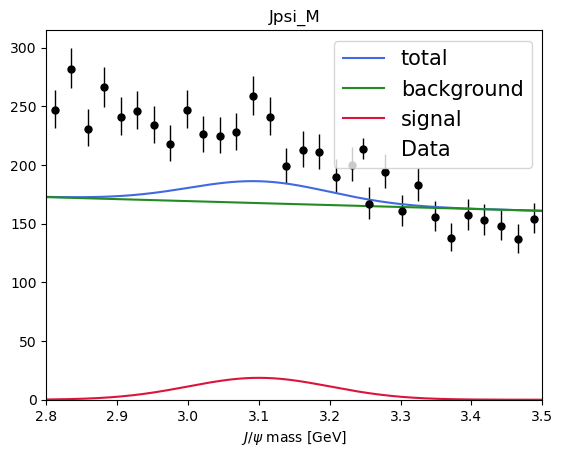 Jpsi_M
total
background
signal
Data
300
250
200
150
100
50
0
2.8 2.9 3.0 3.1 3.2 3.3 3.4 3.5
J/ψ mass [GeV]